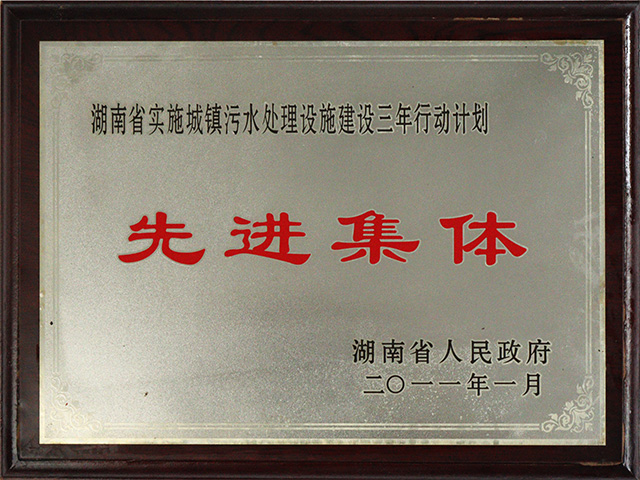 湖南省实施城镇污水处理设施建设三年行动计划
先进集体
湖南省人民政府
二〇一一年一月